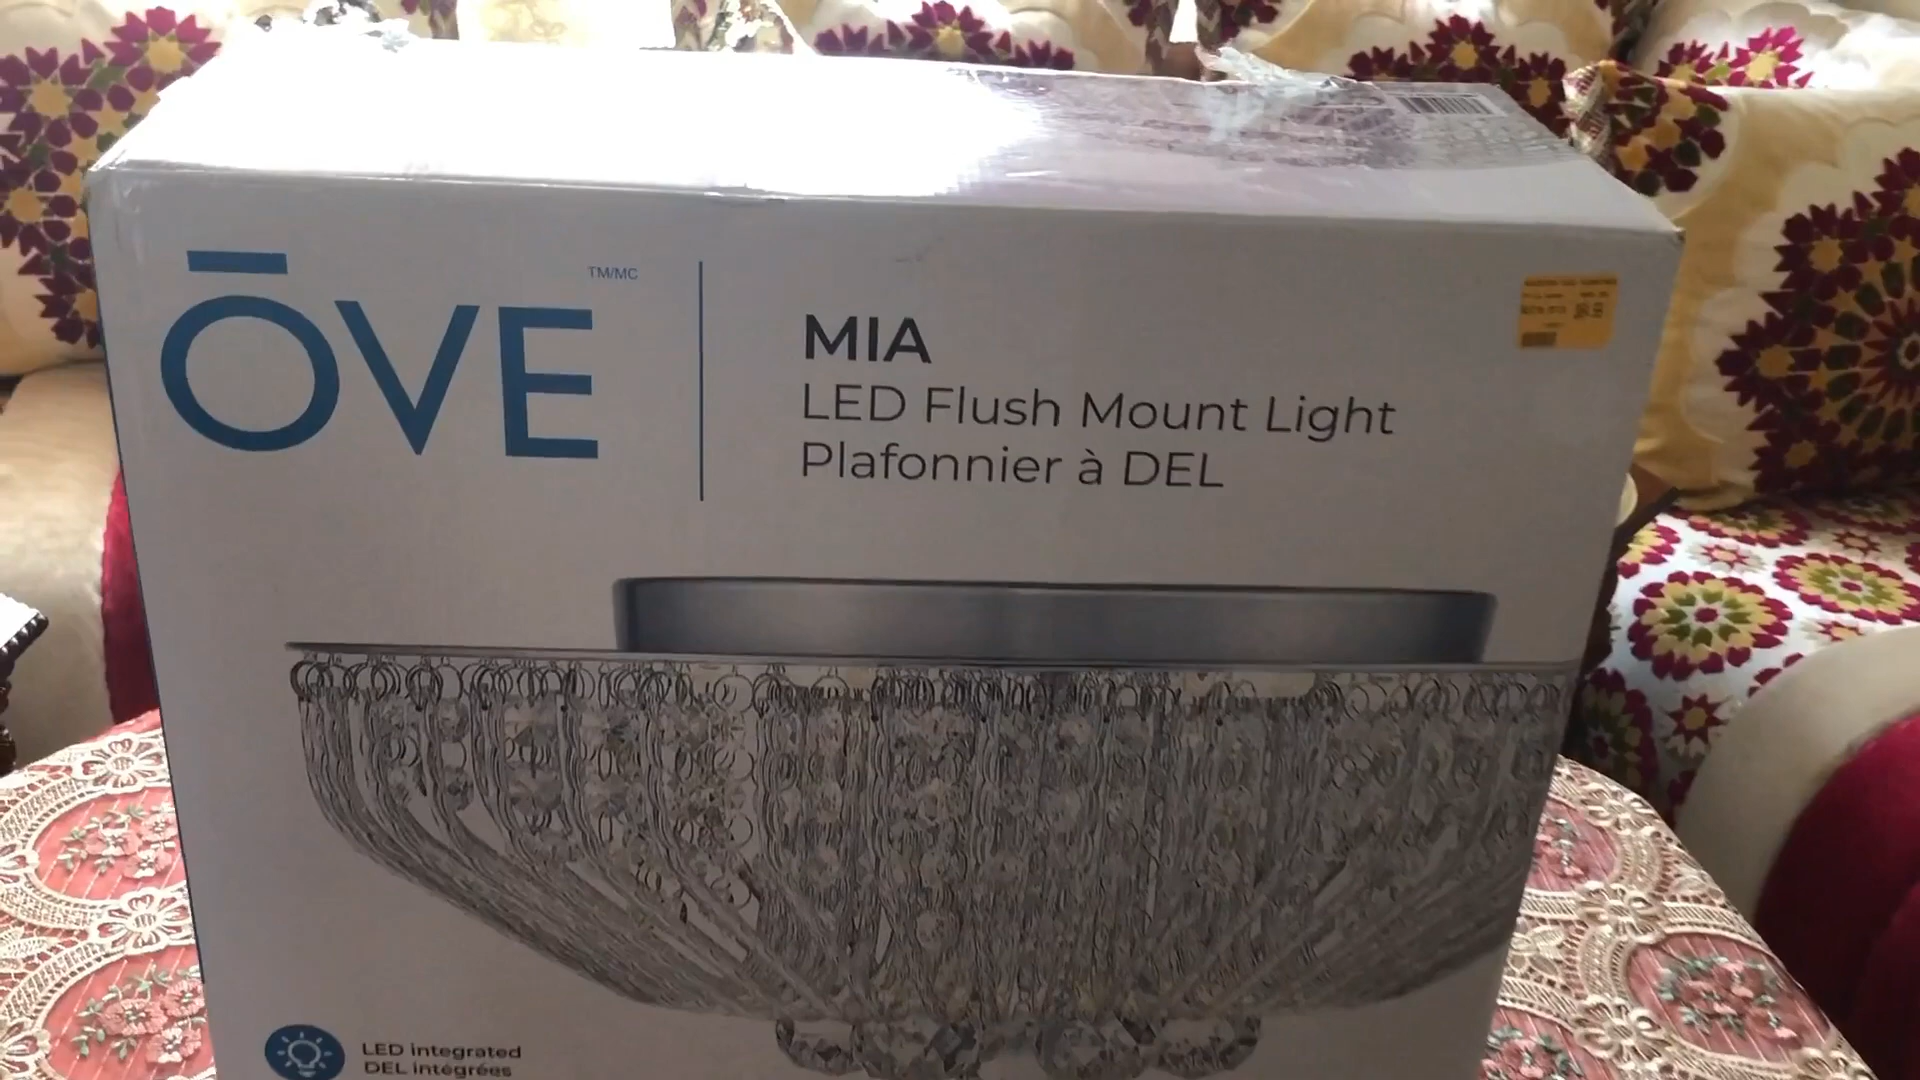 ŌVE
TM/MC
MIA
LED Flush Mount Light
Plafonnier à DEL
LED integrated
DEL intégrées